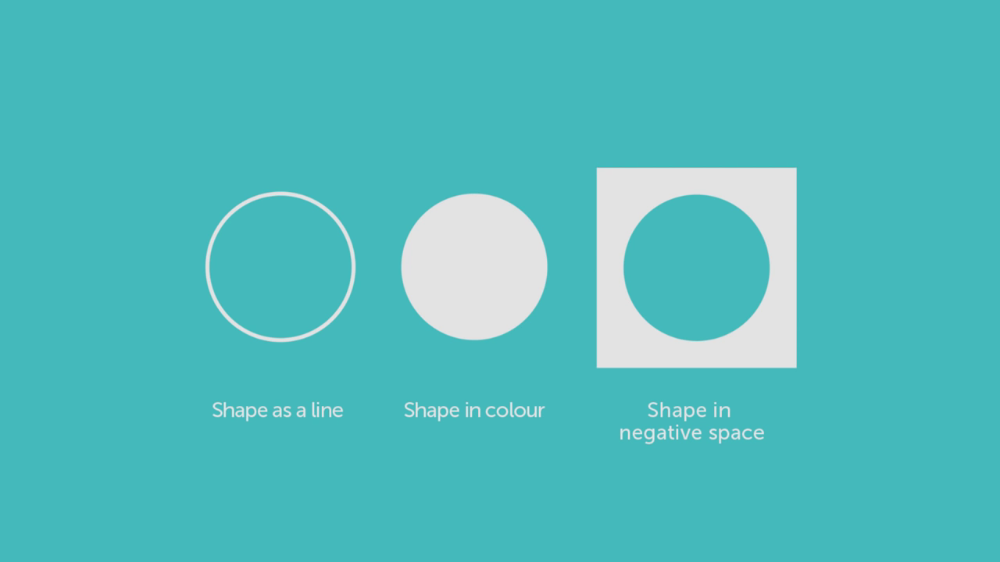 Shape as a line
Shape in colour
Shape in
negative space